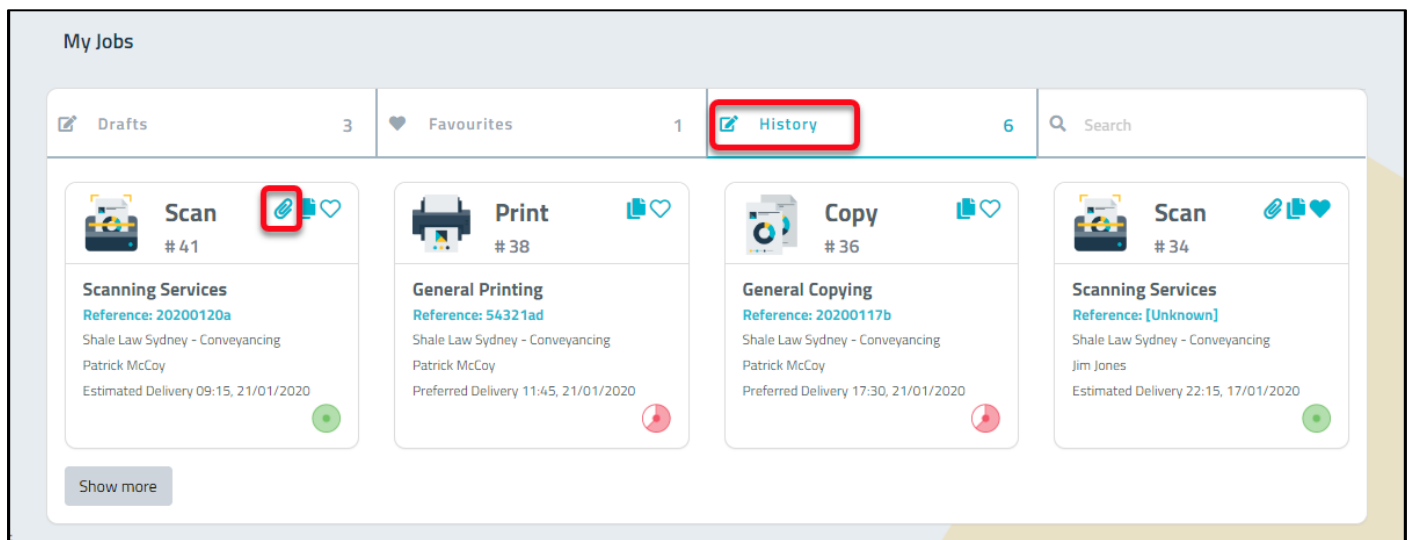 My Jobs
Drafts 3
Favourites 1
History 6
Search
Scan
# 41
Scanning Services
Reference: 20200120a
Shale Law Sydney - Conveyancing
Patrick McCoy
Estimated Delivery 09:15, 21/01/2020
Print
# 38
General Printing
Reference: 54321ad
Shale Law Sydney - Conveyancing
Patrick McCoy
Preferred Delivery 11:45, 21/01/2020
Copy
# 36
General Copying
Reference: 20200117b
Shale Law Sydney - Conveyancing
Patrick McCoy
Preferred Delivery 17:30, 21/01/2020
Scan
# 34
Scanning Services
Reference: [Unknown]
Shale Law Sydney - Conveyancing
Jim Jones
Estimated Delivery 22:15, 17/01/2020
Show more